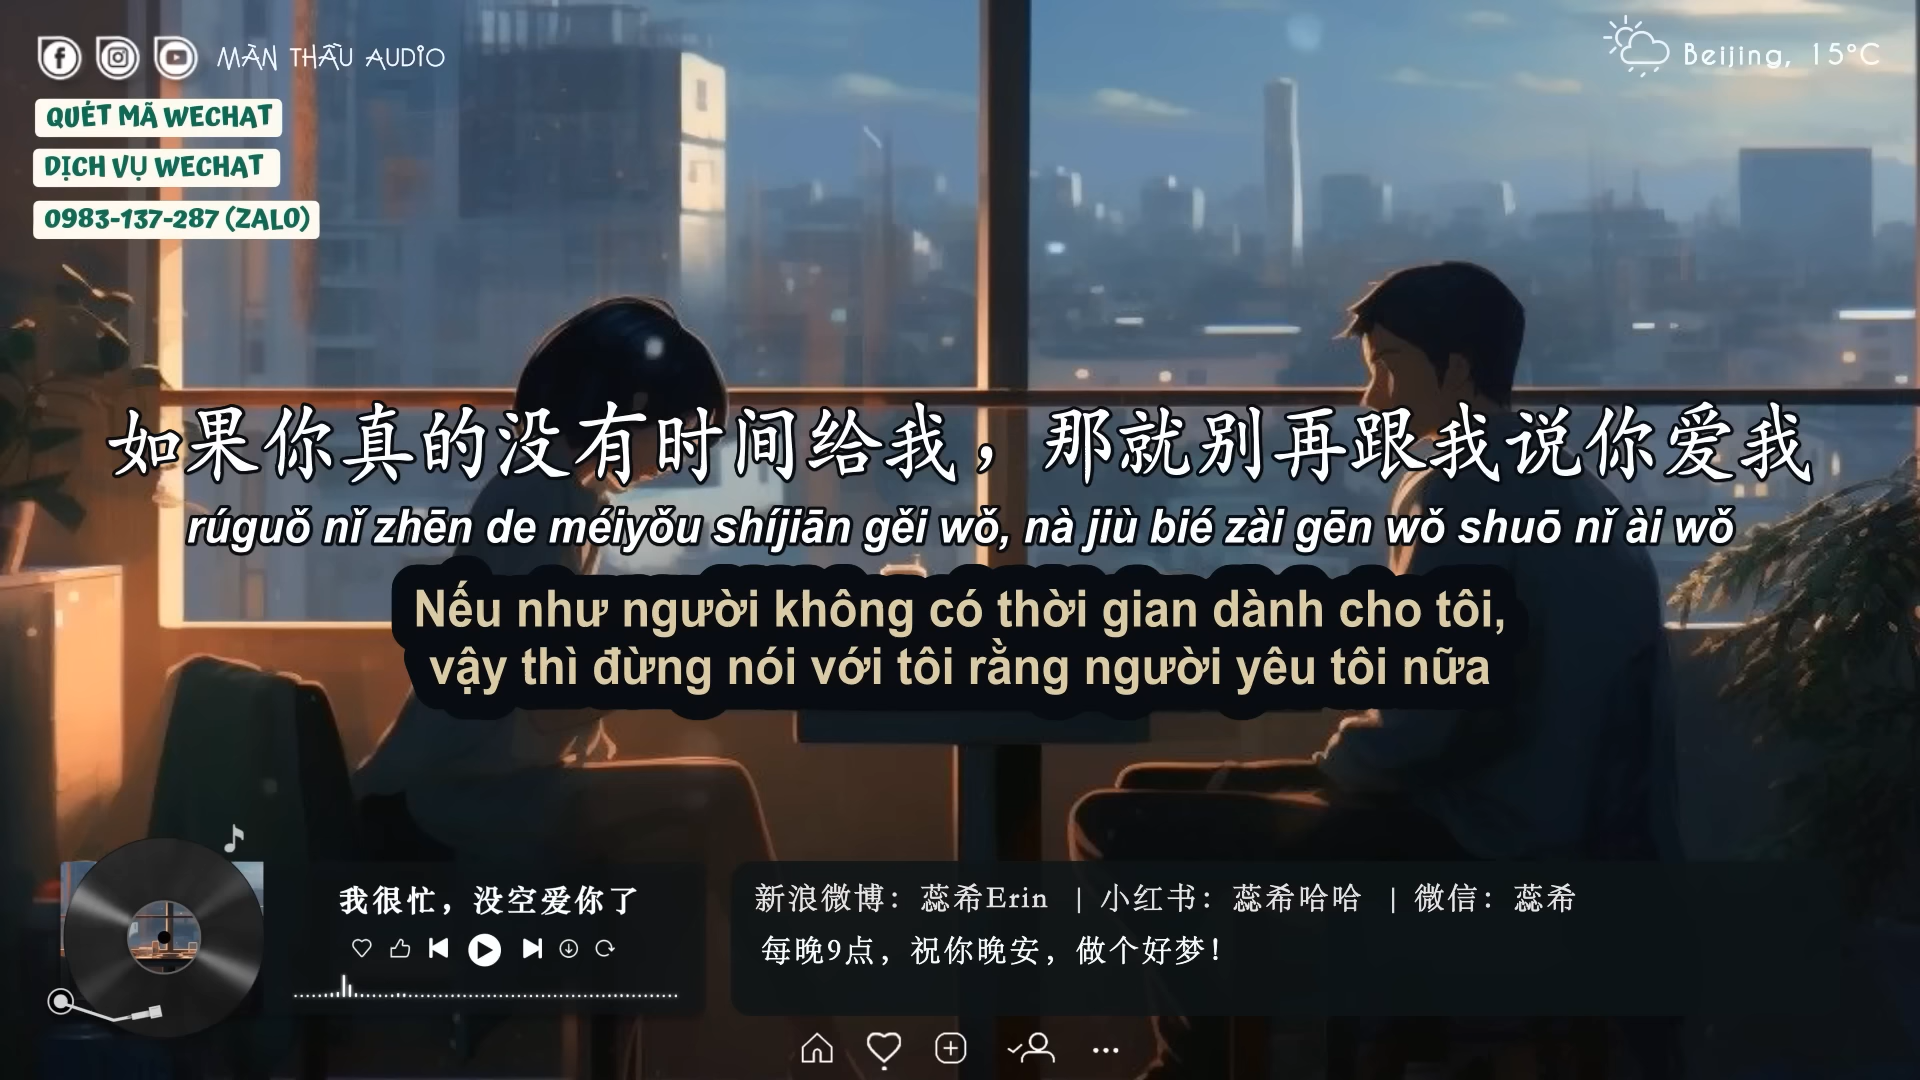 MÀN THẦU AUDIO
Beijing, 15°C
QUÉT MÃ WECHAT
DỊCH VỤ WECHAT
0983-137-287 (ZALO)
如果你真的没有时间给我，那就别再跟我说你爱我
rúguǒ nǐ zhēn de méiyǒu shíjiān gěi wǒ, nà jiù bié zài gēn wǒ shuō nǐ ài wǒ
Nếu như người không có thời gian dành cho tôi,
vậy thì đừng nói với tôi rằng người yêu tôi nữa
我很忙，没空爱你了
新浪微博：蕊希Erin | 小红书：蕊希哈哈 | 微信：蕊希
每晚9点，祝你晚安，做个好梦！